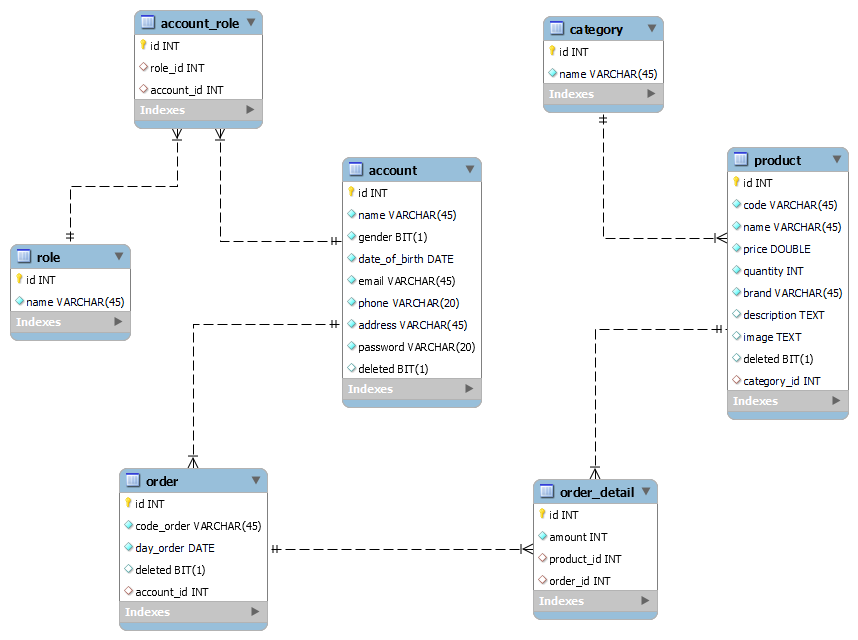 account_role
id INT
role_id INT
account_id INT
Indexes
category
id INT
name VARCHAR(45)
Indexes
account
id INT
name VARCHAR(45)
gender BIT(1)
date_of_birth DATE
email VARCHAR(45)
phone VARCHAR(20)
address VARCHAR(45)
password VARCHAR(20)
deleted BIT(1)
Indexes
product
id INT
code VARCHAR(45)
name VARCHAR(45)
price DOUBLE
quantity INT
brand VARCHAR(45)
description TEXT
image TEXT
deleted BIT(1)
category_id INT
Indexes
role
id INT
name VARCHAR(45)
Indexes
order
id INT
code_order VARCHAR(45)
day_order DATE
deleted BIT(1)
account_id INT
Indexes
order_detail
id INT
amount INT
product_id INT
order_id INT
Indexes